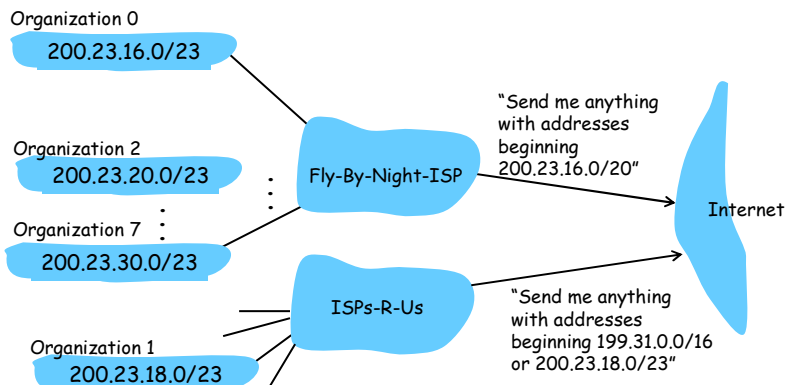 Organization 0
200.23.16.0/23
Organization 2
200.23.20.0/23
Organization 7
200.23.30.0/23
Fly-By-Night-ISP
“Send me anything
with addresses
beginning
200.23.16.0/20”
Internet
ISPs-R-Us
“Send me anything
with addresses
beginning 199.31.0.0/16
or 200.23.18.0/23”
Organization 1
200.23.18.0/23